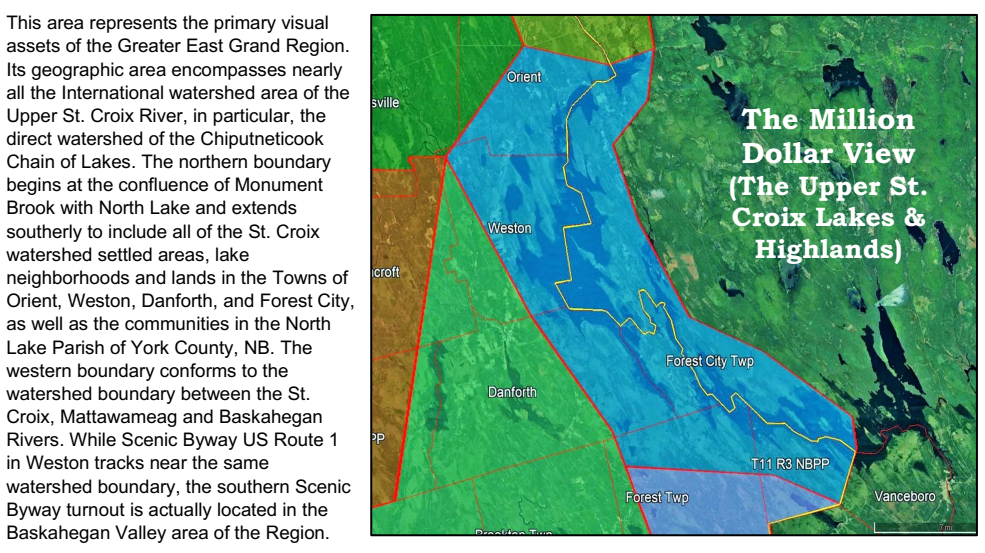 This area represents the primary visual
assets of the Greater East Grand Region.
Its geographic area encompasses nearly
all the International watershed area of the
Upper St. Croix River, in particular, the
direct watershed of the Chiputneticook
Chain of Lakes. The northern boundary
begins at the confluence of Monument
Brook with North Lake and extends
southerly to include all of the St. Croix
watershed settled areas, lake
neighborhoods and lands in the Towns of
Orient, Weston, Danforth, and Forest City,
as well as the communities in the North
Lake Parish of York County, NB. The
western boundary conforms to the
watershed boundary between the St.
Croix, Mattawameag and Baskahegan
Rivers. While Scenic Byway US Route 1
in Weston tracks near the same
watershed boundary, the southern Scenic
Byway turnout is actually located in the
Baskahegan Valley area of the Region.
The Million
Dollar View
(The Upper St.
Croix Lakes &
Highlands)
Orient
sville
Weston
croft
Forest City Twp
Danforth
PP
T11 R3 NBPP
Forest Twp
Vanceboro
7 mi